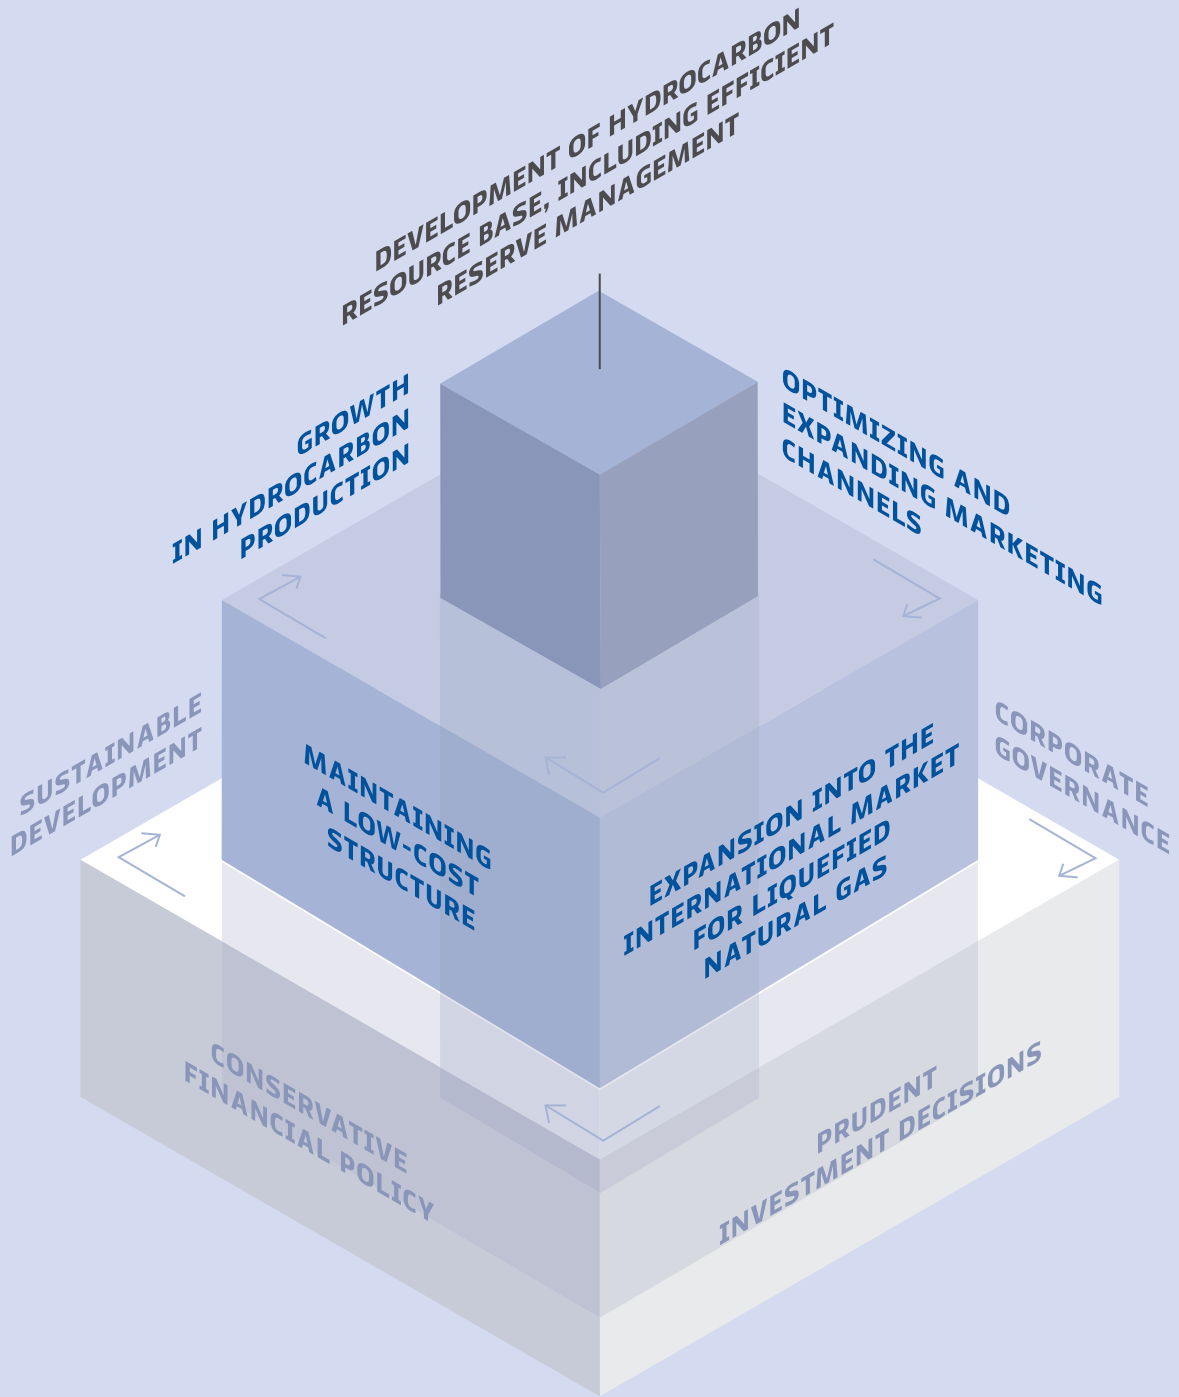 DEVELOPMENT OF HYDROCARBON
RESOURCE BASE, INCLUDING EFFICIENT
RESERVE MANAGEMENT
GROWTH
IN HYDROCARBON
PRODUCTION
OPTIMIZING AND
EXPANDING MARKETING
CHANNELS
MAINTAINING
A LOW-COST
STRUCTURE
EXPANSION INTO THE
INTERNATIONAL MARKET
FOR LIQUEFIED
NATURAL GAS
SUSTAINABLE
DEVELOPMENT
CORPORATE
GOVERNANCE
CONSERVATIVE
FINANCIAL POLICY
PRUDENT
INVESTMENT DECISIONS